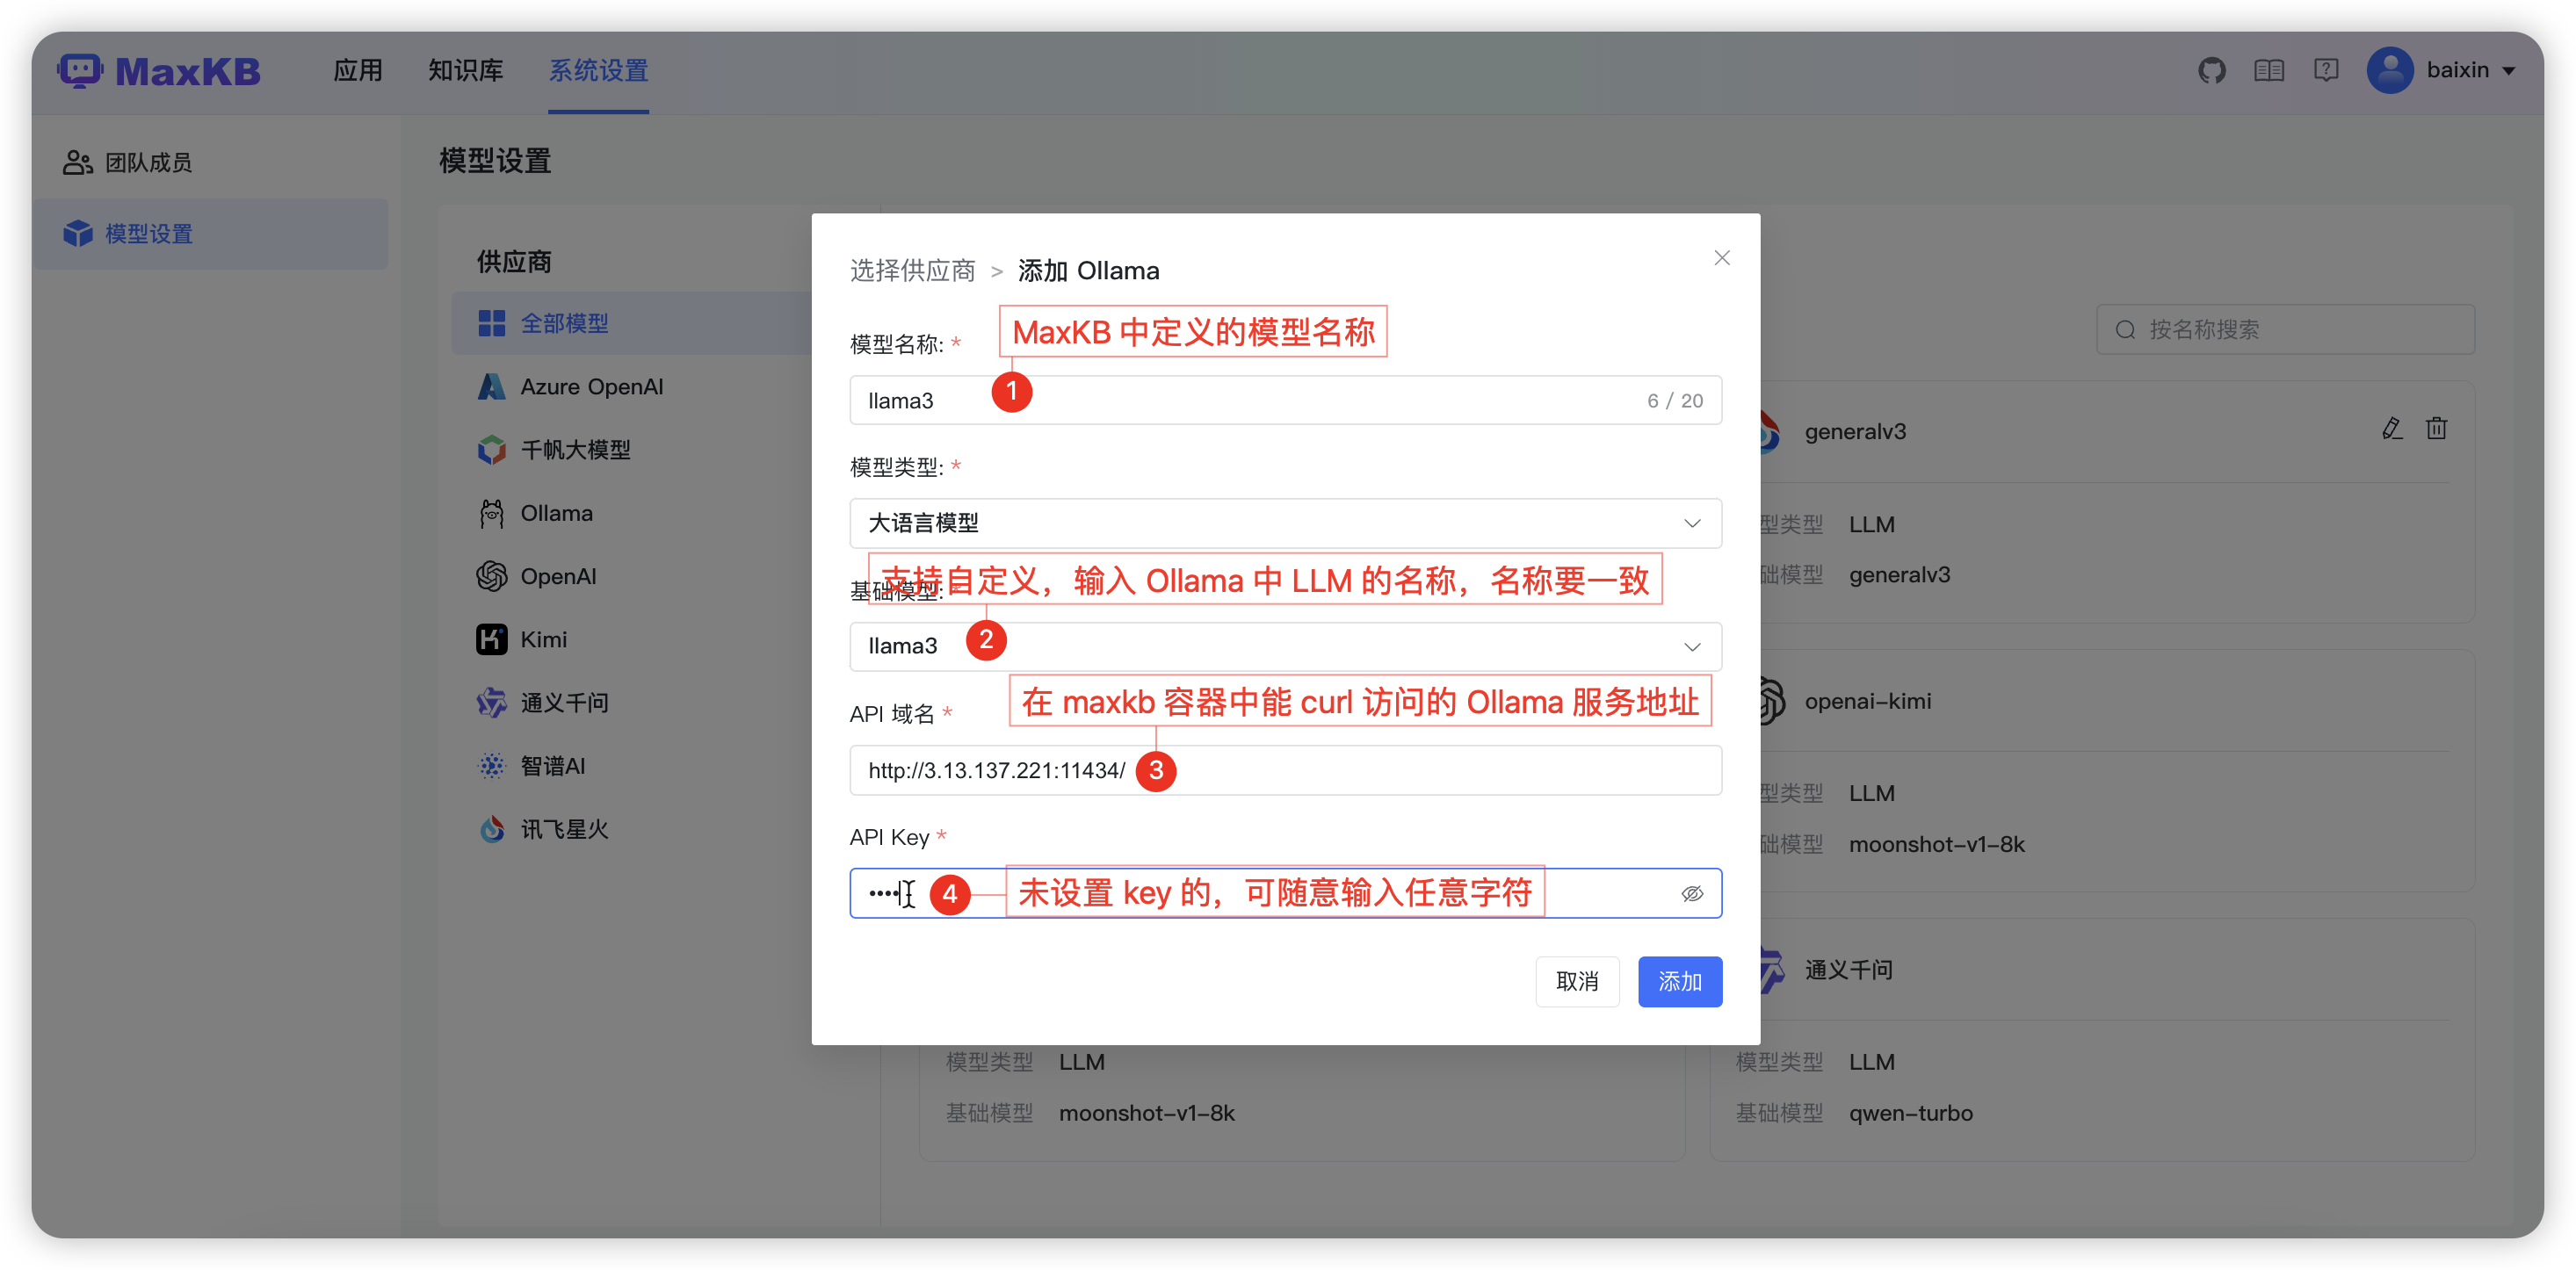 MaxKB
应用
知识库
系统设置
baixin
团队成员
模型设置
模型设置
供应商
全部模型
Azure OpenAI
千帆大模型
Ollama
OpenAI
Kimi
通义千问
智谱AI
讯飞星火
按名称搜索
选择供应商 > 添加 Ollama
模型名称: *
MaxKB 中定义的模型名称
1
llama3
6 / 20
模型类型: *
大语言模型
支持自定义，输入 Ollama 中 LLM 的名称，名称要一致
基础模型: *
2
llama3
API 域名 *
在 maxkb 容器中能 curl 访问的 Ollama 服务地址
http://3.13.137.221:11434/
3
API Key *
••••
4
未设置 key 的，可随意输入任意字符
取消
添加
generalv3
型类型 LLM
础模型 generalv3
openai-kimi
型类型 LLM
础模型 moonshot-v1-8k
通义千问
模型类型 LLM
基础模型 moonshot-v1-8k
模型类型 LLM
基础模型 qwen-turbo